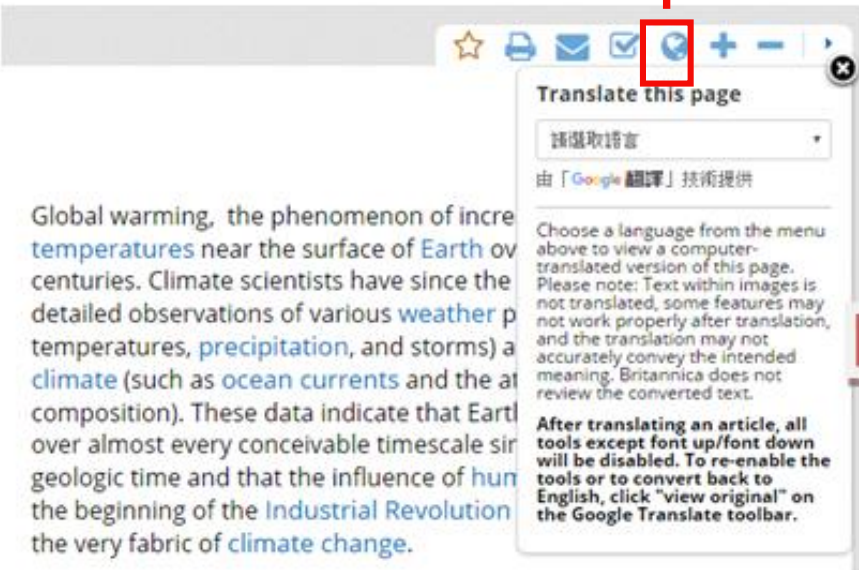 Translate this page
請選取語言
由「Google 翻譯」技術提供
Choose a language from the menu
above to view a computer-
translated version of this page.
Please note: Text within images is
not translated, some features may
not work properly after translation,
and the translation may not
accurately convey the intended
meaning. Britannica does not
review the converted text.
After translating an article, all
tools except font up/font down
will be disabled. To re-enable the
tools or to convert back to
English, click "view original" on
the Google Translate toolbar.
Global warming, the phenomenon of incre
temperatures near the surface of Earth ov
centuries. Climate scientists have since the
detailed observations of various weather p
temperatures, precipitation, and storms) a
climate (such as ocean currents and the at
composition). These data indicate that Eart
over almost every conceivable timescale sin
geologic time and that the influence of hum
the beginning of the Industrial Revolution
the very fabric of climate change.